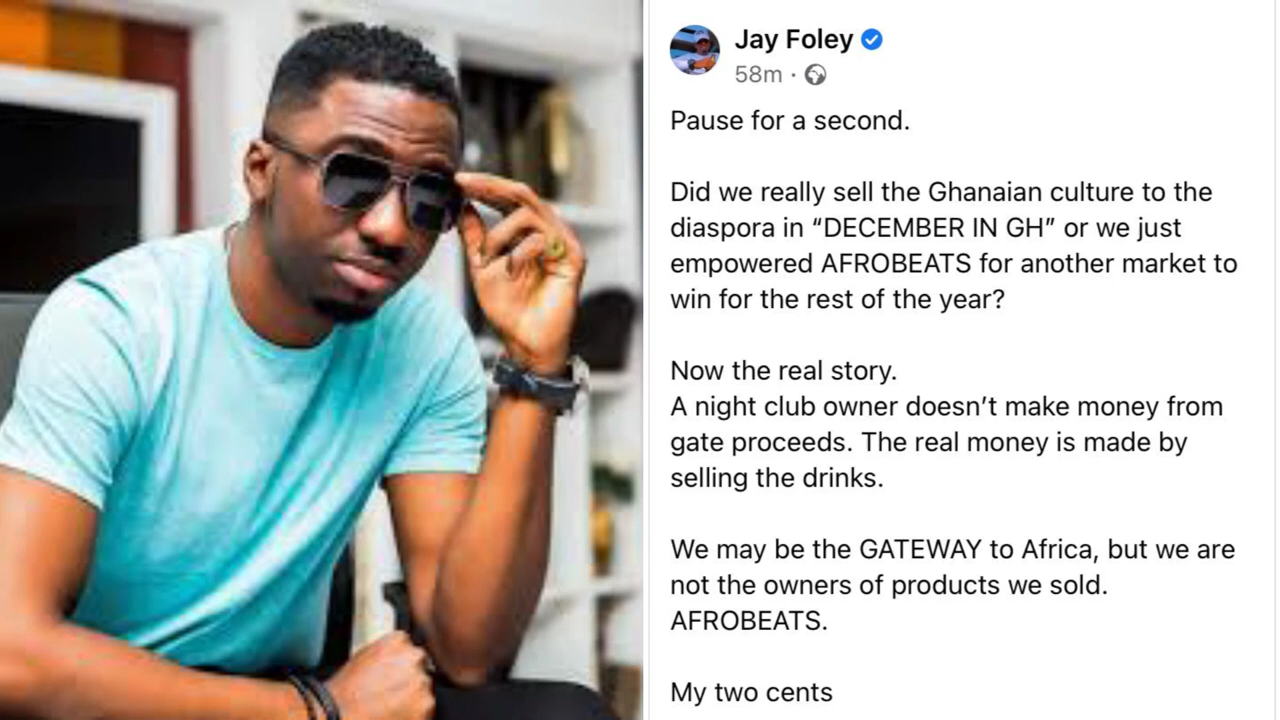 Jay Foley
58m ·
Pause for a second.
Did we really sell the Ghanaian culture to the
diaspora in “DECEMBER IN GH” or we just
empowered AFROBEATS for another market to
win for the rest of the year?
Now the real story.
A night club owner doesn’t make money from
gate proceeds. The real money is made by
selling the drinks.
We may be the GATEWAY to Africa, but we are
not the owners of products we sold.
AFROBEATS.
My two cents